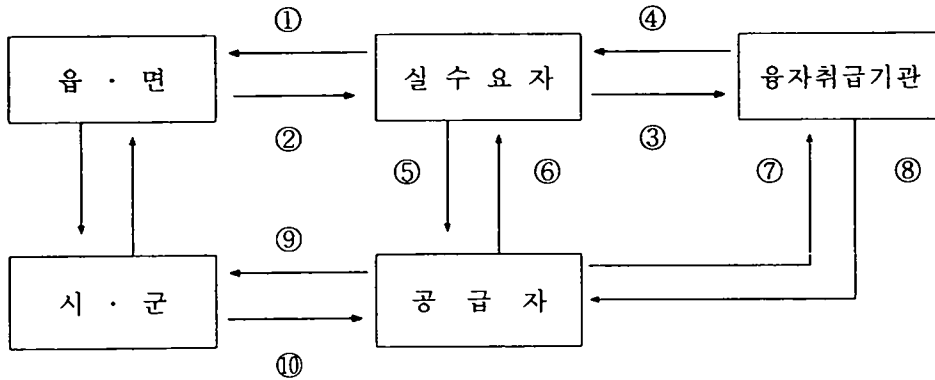 ① ④
읍 · 면 실 수 요 자 융자취급기관
② ③
⑤ ⑥ ⑦ ⑧
⑨
시 · 군 공 급 자
⑩